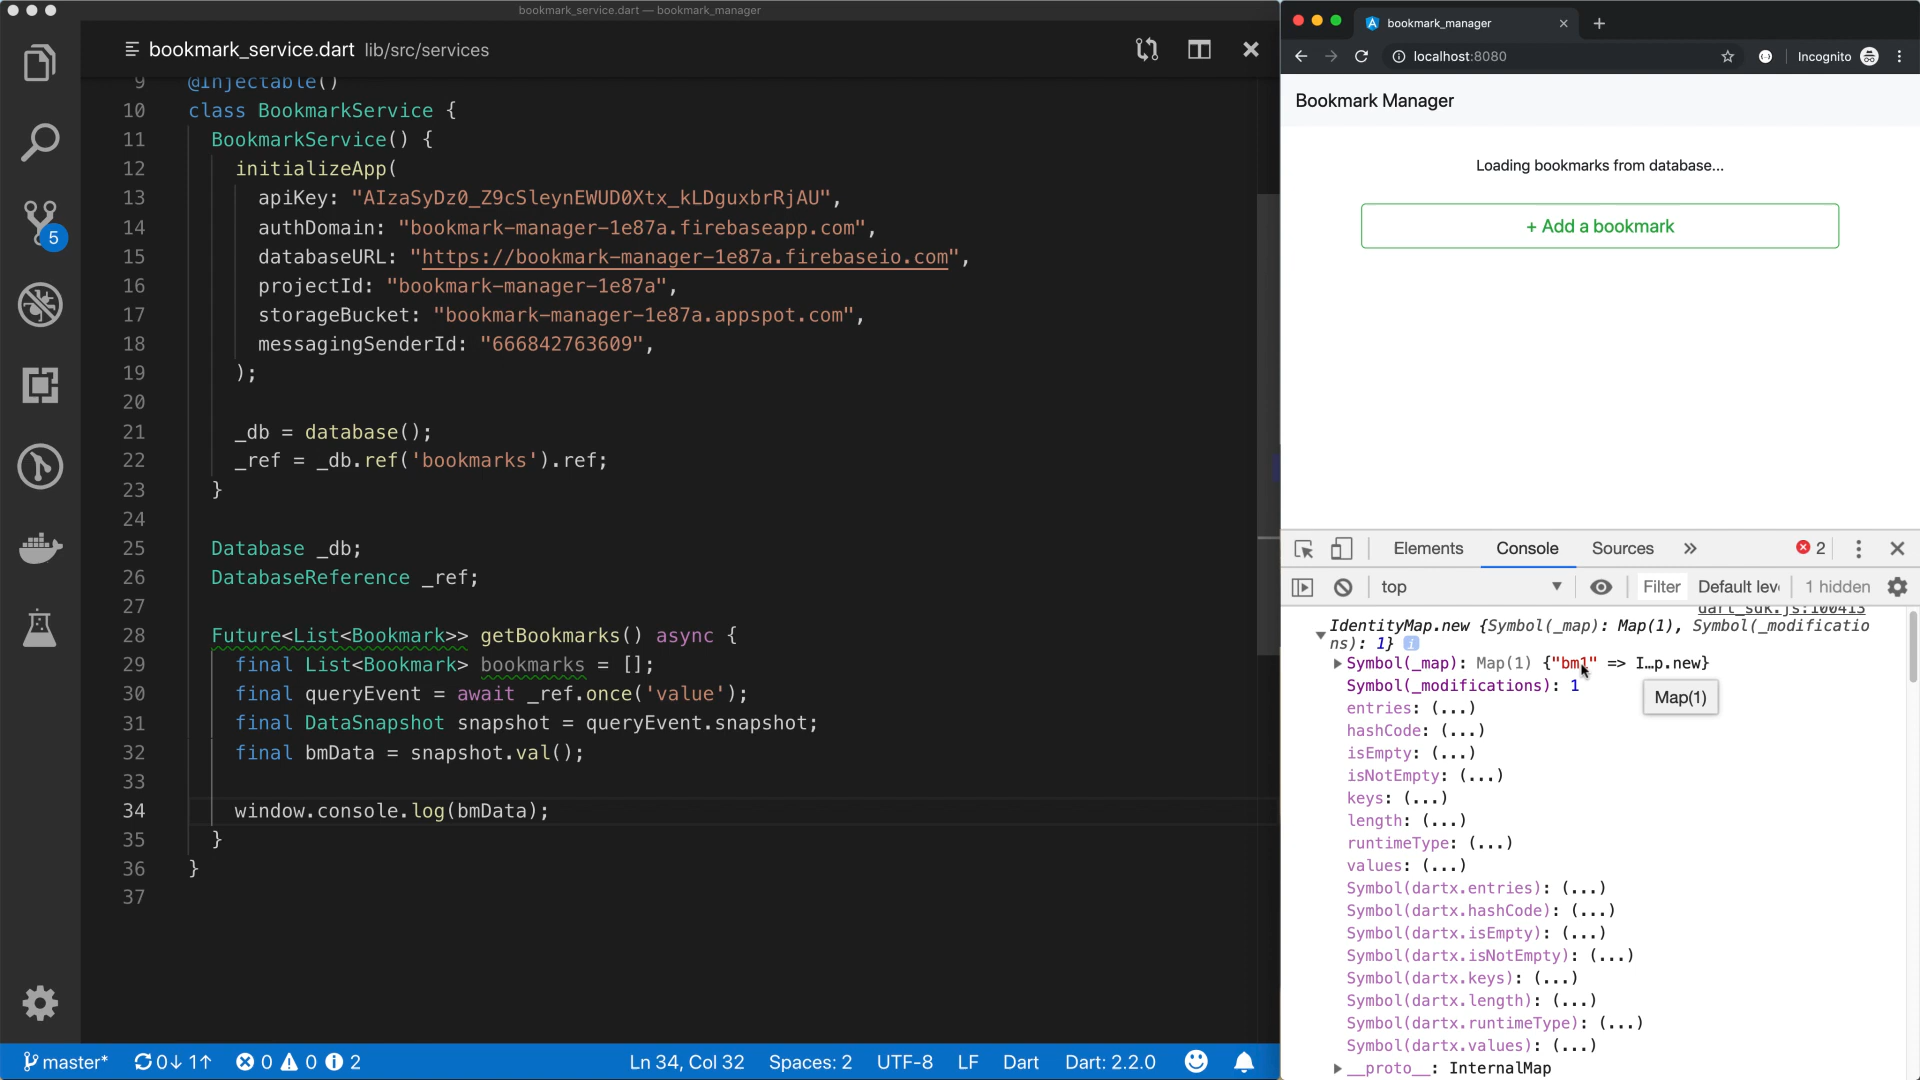 bookmark_service.dart — bookmark_manager
bookmark_service.dart lib/src/services
9 @Injectable()
10 class BookmarkService {
11 BookmarkService() {
12 initializeApp(
13 apiKey: "AIzaSyDz0_Z9cSleynEWUD0Xtx_kLDguxbrRjAU",
14 authDomain: "bookmark-manager-1e87a.firebaseapp.com",
15 databaseURL: "https://bookmark-manager-1e87a.firebaseio.com",
16 projectId: "bookmark-manager-1e87a",
17 storageBucket: "bookmark-manager-1e87a.appspot.com",
18 messagingSenderId: "666842763609",
19 );
20
21 _db = database();
22 _ref = _db.ref('bookmarks').ref;
23 }
24
25 Database _db;
26 DatabaseReference _ref;
27
28 Future<List<Bookmark>> getBookmarks() async {
29 final List<Bookmark> bookmarks = [];
30 final queryEvent = await _ref.once('value');
31 final DataSnapshot snapshot = queryEvent.snapshot;
32 final bmData = snapshot.val();
33
34 window.console.log(bmData);
35 }
36 }
37
5
master* 0↓ 1↑ 0 0 2
Ln 34, Col 32 Spaces: 2 UTF-8 LF Dart Dart: 2.2.0
bookmark_manager
localhost:8080
Incognito
Bookmark Manager
Loading bookmarks from database...
+ Add a bookmark
Elements Console Sources » 2
top Filter Default leve 1 hidden
dart_sdk.js:100413
IdentityMap.new {Symbol(_map): Map(1), Symbol(_modificatio
ns): 1}
Symbol(_map): Map(1) {"bm1" => I…p.new}
Symbol(_modifications): 1
Map(1)
entries: (...)
hashCode: (...)
isEmpty: (...)
isNotEmpty: (...)
keys: (...)
length: (...)
runtimeType: (...)
values: (...)
Symbol(dartx.entries): (...)
Symbol(dartx.hashCode): (...)
Symbol(dartx.isEmpty): (...)
Symbol(dartx.isNotEmpty): (...)
Symbol(dartx.keys): (...)
Symbol(dartx.length): (...)
Symbol(dartx.runtimeType): (...)
Symbol(dartx.values): (...)
__proto__: InternalMap